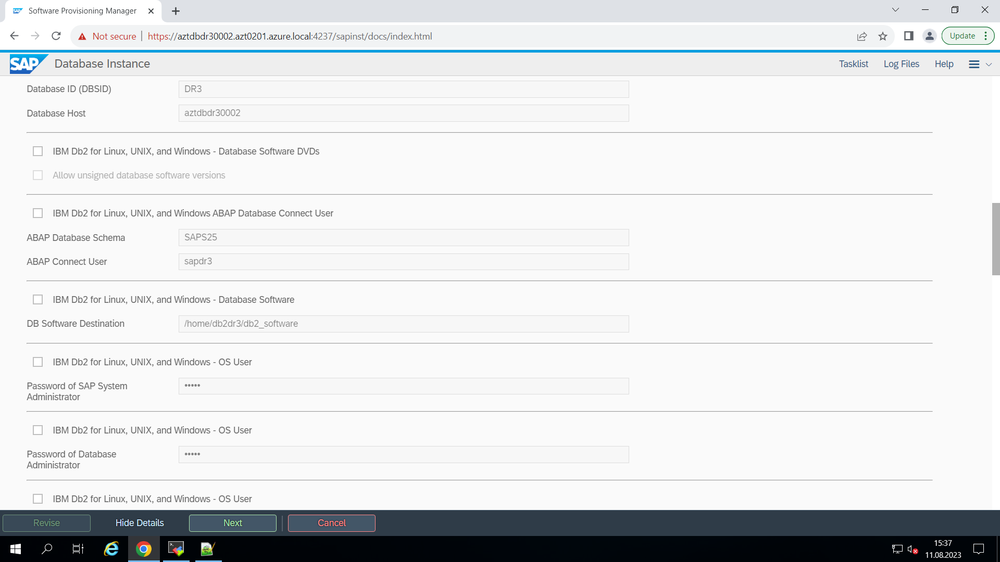 SAP Software Provisioning Manager
Not secure https://aztdbdr30002.azt0201.azure.local:4237/sapinst/docs/index.html Update
SAP Database Instance Tasklist Log Files Help
Database ID (DBSID) DR3
Database Host aztdbdr30002
IBM Db2 for Linux, UNIX, and Windows - Database Software DVDs
Allow unsigned database software versions
IBM Db2 for Linux, UNIX, and Windows ABAP Database Connect User
ABAP Database Schema SAPS25
ABAP Connect User sapdr3
IBM Db2 for Linux, UNIX, and Windows - Database Software
DB Software Destination /home/db2dr3/db2_software
IBM Db2 for Linux, UNIX, and Windows - OS User
Password of SAP System •••••
Administrator
IBM Db2 for Linux, UNIX, and Windows - OS User
Password of Database •••••
Administrator
IBM Db2 for Linux, UNIX, and Windows - OS User
Revise Hide Details Next Cancel
15:37
11.08.2023